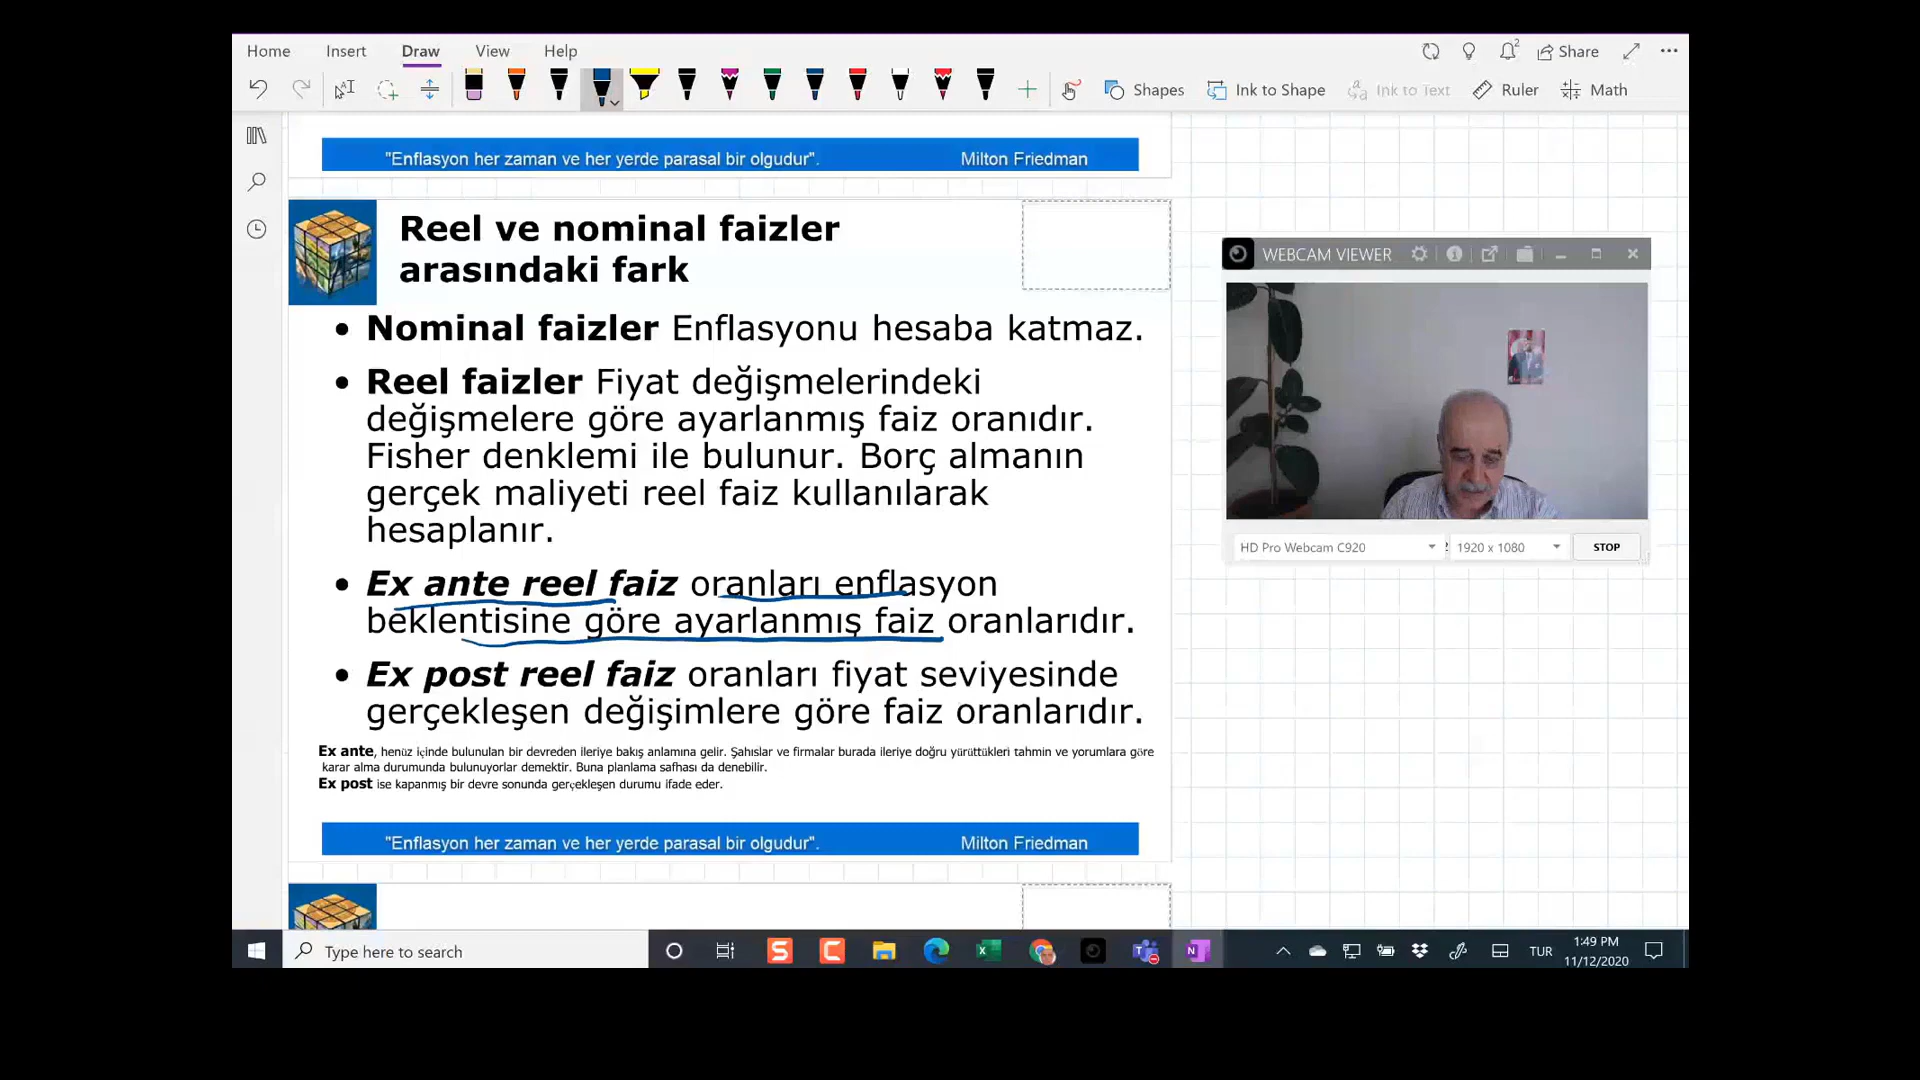 Home Insert Draw View Help
2
Share
Shapes Ink to Shape Ink to Text Ruler Math
"Enflasyon her zaman ve her yerde parasal bir olgudur". Milton Friedman
Reel ve nominal faizler
arasındaki fark
• Nominal faizler Enflasyonu hesaba katmaz.
• Reel faizler Fiyat değişmelerindeki
değişmelere göre ayarlanmış faiz oranıdır.
Fisher denklemi ile bulunur. Borç almanın
gerçek maliyeti reel faiz kullanılarak
hesaplanır.
• Ex ante reel faiz oranları enflasyon
beklentisine göre ayarlanmış faiz oranlarıdır.
• Ex post reel faiz oranları fiyat seviyesinde
gerçekleşen değişimlere göre faiz oranlarıdır.
Ex ante, henüz içinde bulunulan bir devreden ileriye bakış anlamına gelir. Şahıslar ve firmalar burada ileriye doğru yürüttükleri tahmin ve yorumlara göre
karar alma durumunda bulunuyorlar demektir. Buna planlama safhası da denebilir.
Ex post ise kapanmış bir devre sonunda gerçekleşen durumu ifade eder.
"Enflasyon her zaman ve her yerde parasal bir olgudur". Milton Friedman
WEBCAM VIEWER
HD Pro Webcam C920 1920 x 1080 STOP
Type here to search
TUR
1:49 PM
11/12/2020